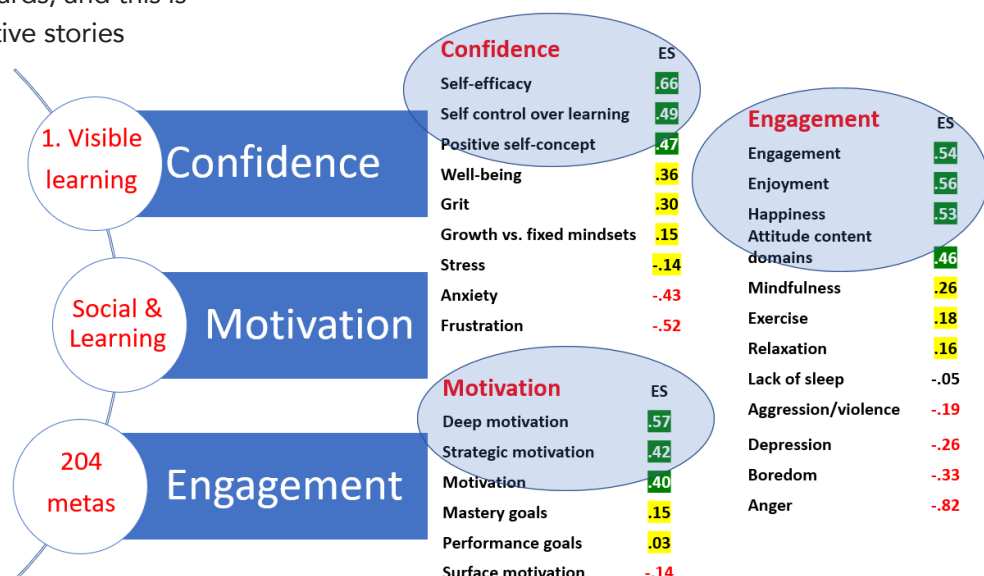 tive stories
1. Visible
learning
Confidence
Social &
Learning
Motivation
204
metas
Engagement
Confidence ES
Self-efficacy .66
Self control over learning .49
Positive self-concept .47
Well-being .36
Grit .30
Growth vs. fixed mindsets .15
Stress -.14
Anxiety -.43
Frustration -.52
Motivation ES
Deep motivation .57
Strategic motivation .42
Motivation .40
Mastery goals .15
Performance goals .03
Surface motivation -.14
Engagement ES
Engagement .54
Enjoyment .56
Happiness .53
Attitude content
domains .46
Mindfulness .26
Exercise .18
Relaxation .16
Lack of sleep -.05
Aggression/violence -.19
Depression -.26
Boredom -.33
Anger -.82